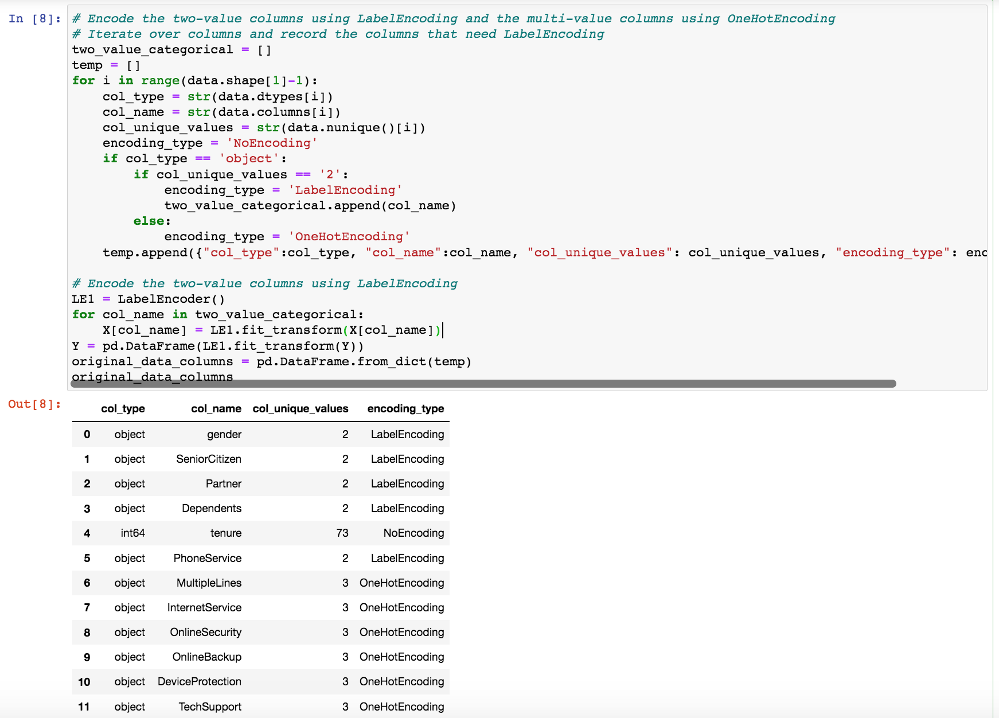 In [8]: # Encode the two-value columns using LabelEncoding and the multi-value columns using OneHotEncoding
# Iterate over columns and record the columns that need LabelEncoding
two_value_categorical = []
temp = []
for i in range(data.shape[1]-1):
    col_type = str(data.dtypes[i])
    col_name = str(data.columns[i])
    col_unique_values = str(data.nunique()[i])
    encoding_type = 'NoEncoding'
    if col_type == 'object':
        if col_unique_values == '2':
            encoding_type = 'LabelEncoding'
            two_value_categorical.append(col_name)
        else:
            encoding_type = 'OneHotEncoding'
    temp.append({"col_type":col_type, "col_name":col_name, "col_unique_values": col_unique_values, "encoding_type": enc
# Encode the two-value columns using LabelEncoding
LE1 = LabelEncoder()
for col_name in two_value_categorical:
    X[col_name] = LE1.fit_transform(X[col_name])
Y = pd.DataFrame(LE1.fit_transform(Y))
original_data_columns = pd.DataFrame.from_dict(temp)
original_data_columns
Out[8]:
col_type col_name col_unique_values encoding_type
0 object gender 2 LabelEncoding
1 object SeniorCitizen 2 LabelEncoding
2 object Partner 2 LabelEncoding
3 object Dependents 2 LabelEncoding
4 int64 tenure 73 NoEncoding
5 object PhoneService 2 LabelEncoding
6 object MultipleLines 3 OneHotEncoding
7 object InternetService 3 OneHotEncoding
8 object OnlineSecurity 3 OneHotEncoding
9 object OnlineBackup 3 OneHotEncoding
10 object DeviceProtection 3 OneHotEncoding
11 object TechSupport 3 OneHotEncoding